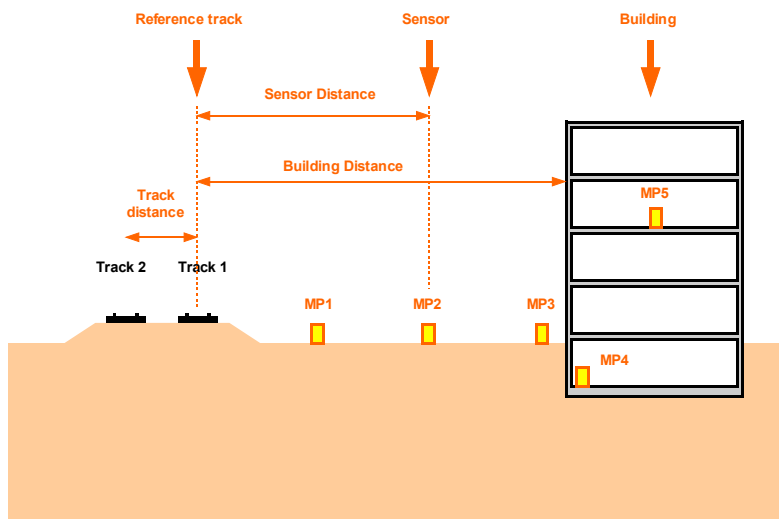 Reference track
Sensor
Building
Sensor Distance
Building Distance
Track
distance
MP5
Track 2
Track 1
MP1
MP2
MP3
MP4